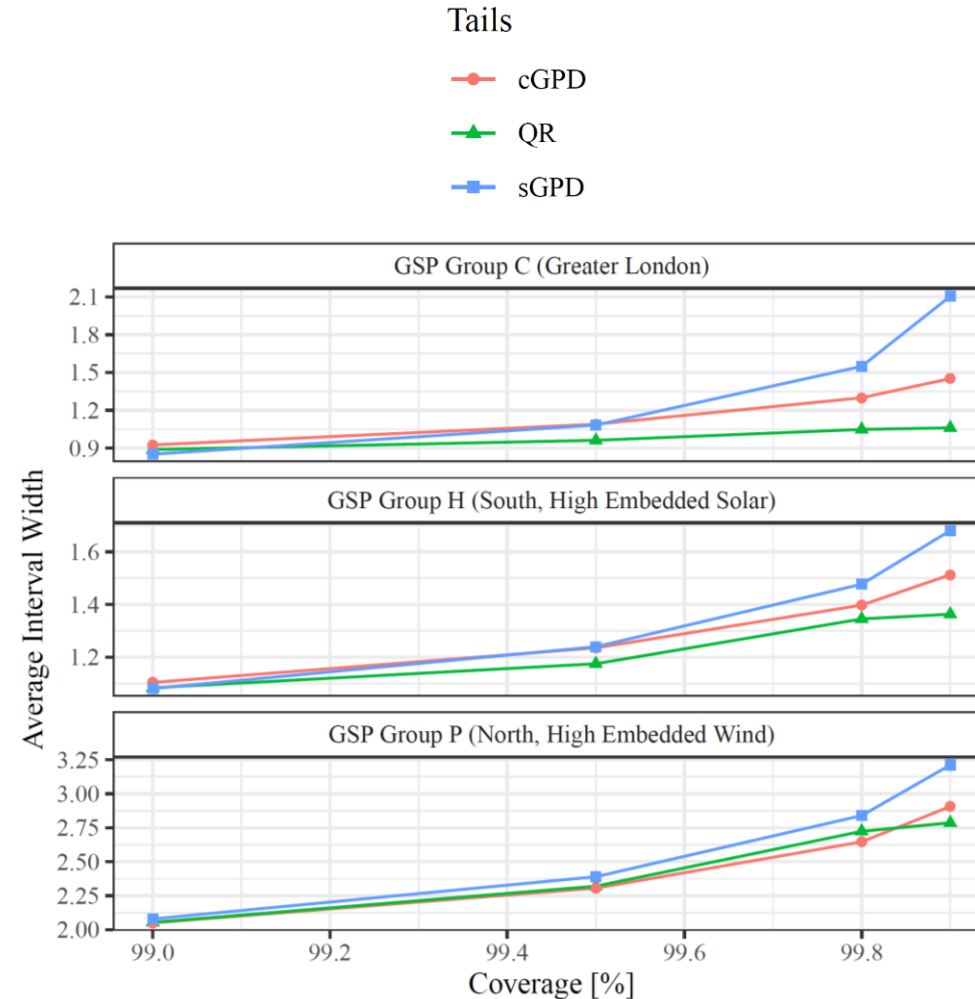 Tails
cGPD
QR
sGPD
GSP Group C (Greater London)
2.1
1.8
1.5
1.2
0.9
GSP Group H (South, High Embedded Solar)
1.6
1.4
1.2
Average Interval Width
GSP Group P (North, High Embedded Wind)
3.25
3.00
2.75
2.50
2.25
2.00
99.0 99.2 99.4 99.6 99.8
Coverage [%]